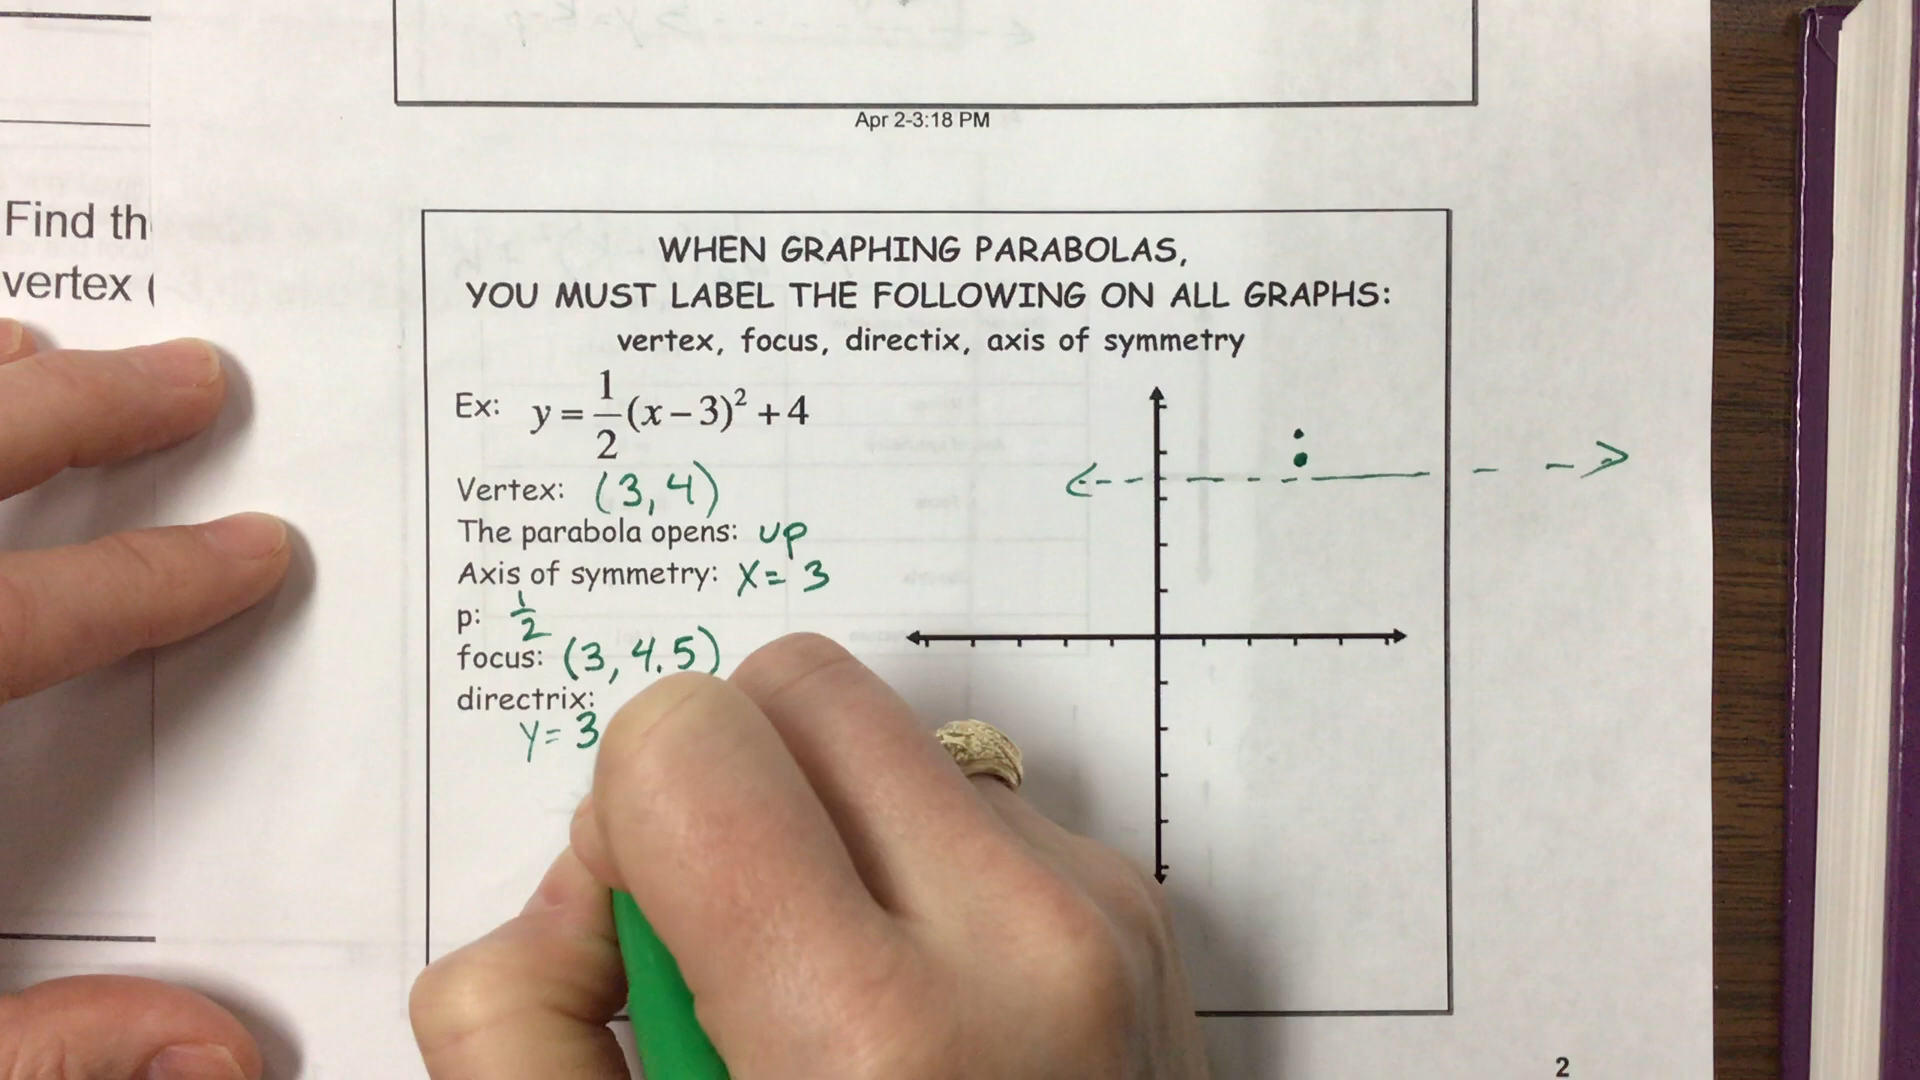 Apr 2-3:18 PM
Find th
vertex (
WHEN GRAPHING PARABOLAS,
YOU MUST LABEL THE FOLLOWING ON ALL GRAPHS:
vertex, focus, directix, axis of symmetry
Ex: y = 1/2 (x – 3)² + 4
Vertex: (3, 4)
The parabola opens: up
Axis of symmetry: x = 3
p: 1/2
focus: (3, 4.5)
directrix:
y = 3
2